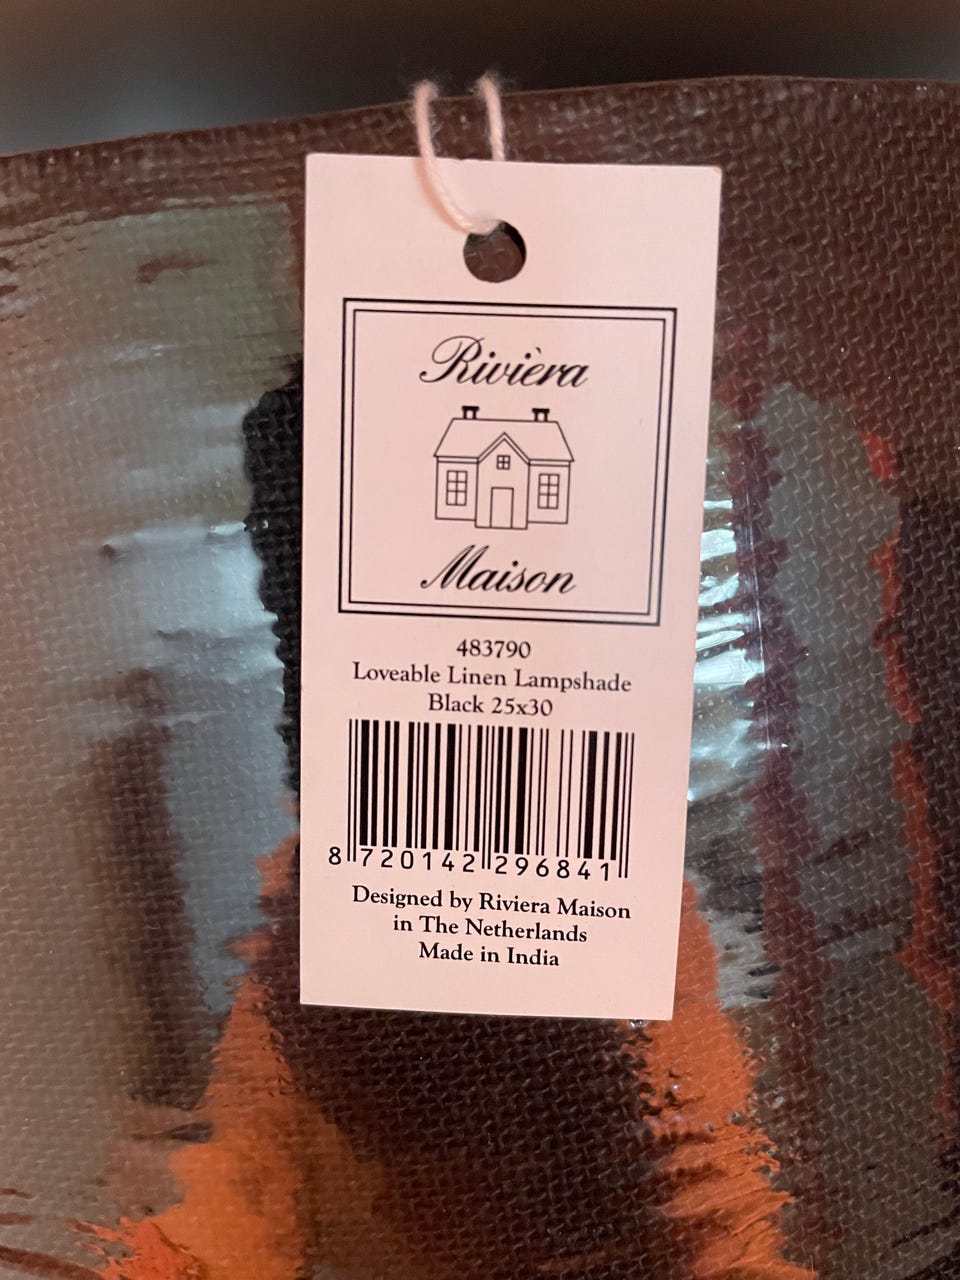 Rivièra
Maison
483790
Loveable Linen Lampshade
Black 25x30
8 720142 296841
Designed by Riviera Maison
in The Netherlands
Made in India